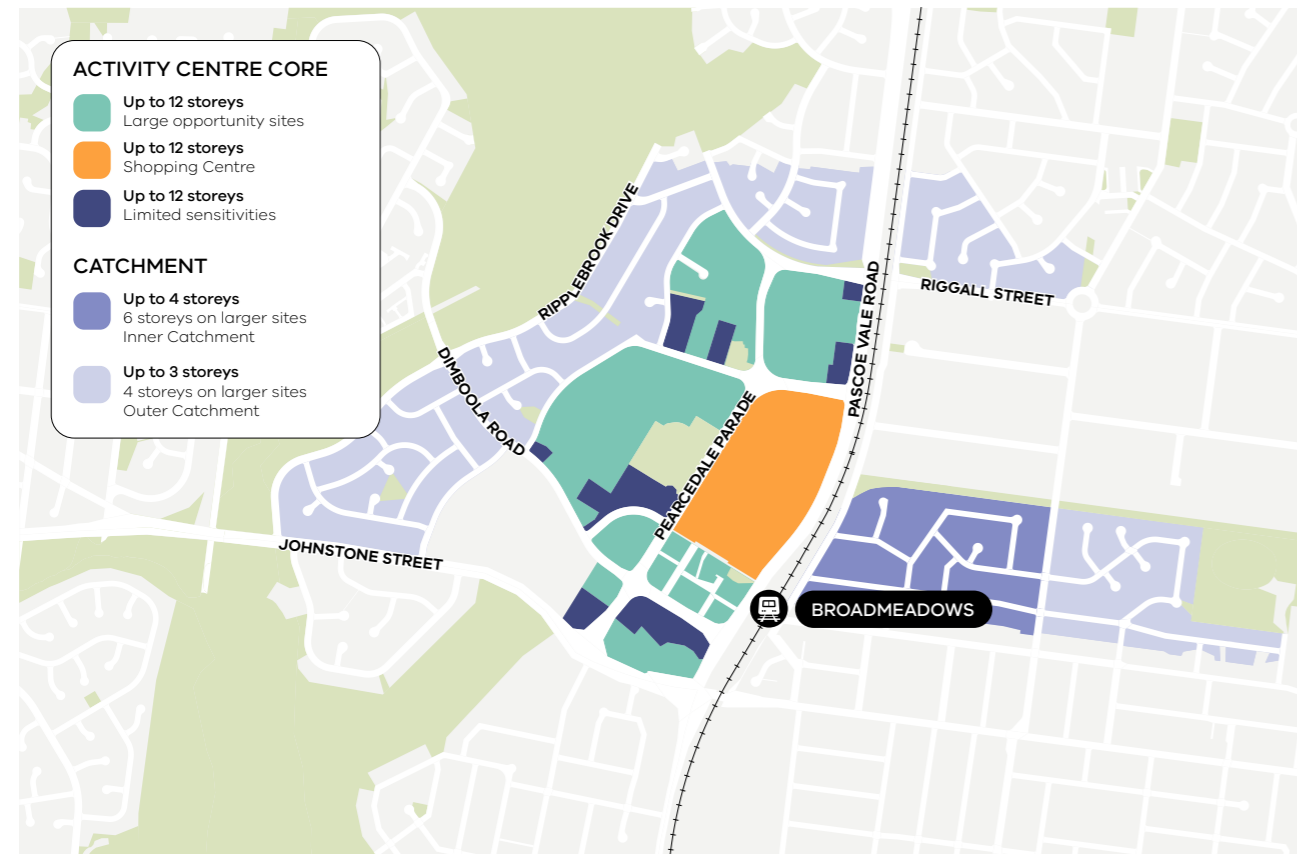 ACTIVITY CENTRE CORE
Up to 12 storeys
Large opportunity sites
Up to 12 storeys
Shopping Centre
Up to 12 storeys
Limited sensitivities
CATCHMENT
Up to 4 storeys
6 storeys on larger sites
Inner Catchment
Up to 3 storeys
4 storeys on larger sites
Outer Catchment
RIPPLEBROOK DRIVE
DIMBOOLA ROAD
JOHNSTONE STREET
PEARCEDALE PARADE
PASCOE VALE ROAD
RIGGALL STREET
BROADMEADOWS